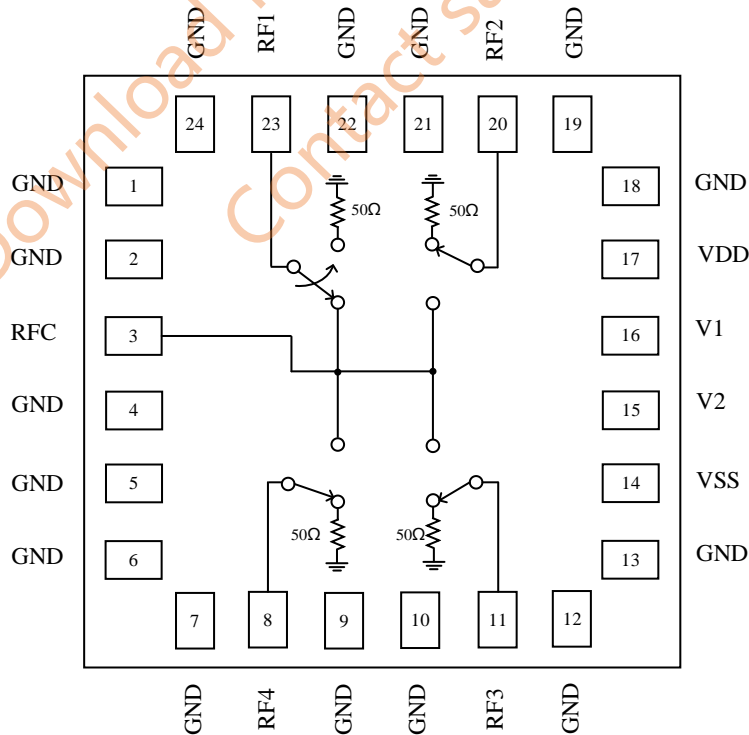 GND RF1 GND GND RF2 GND
24 23 22 21 20 19
GND 1 18 GND
50Ω 50Ω
GND 2 17 VDD
RFC 3 16 V1
GND 4 15 V2
GND 5 14 VSS
50Ω 50Ω
GND 6 13 GND
7 8 9 10 11 12
GND RF4 GND GND RF3 GND
Download
Contact